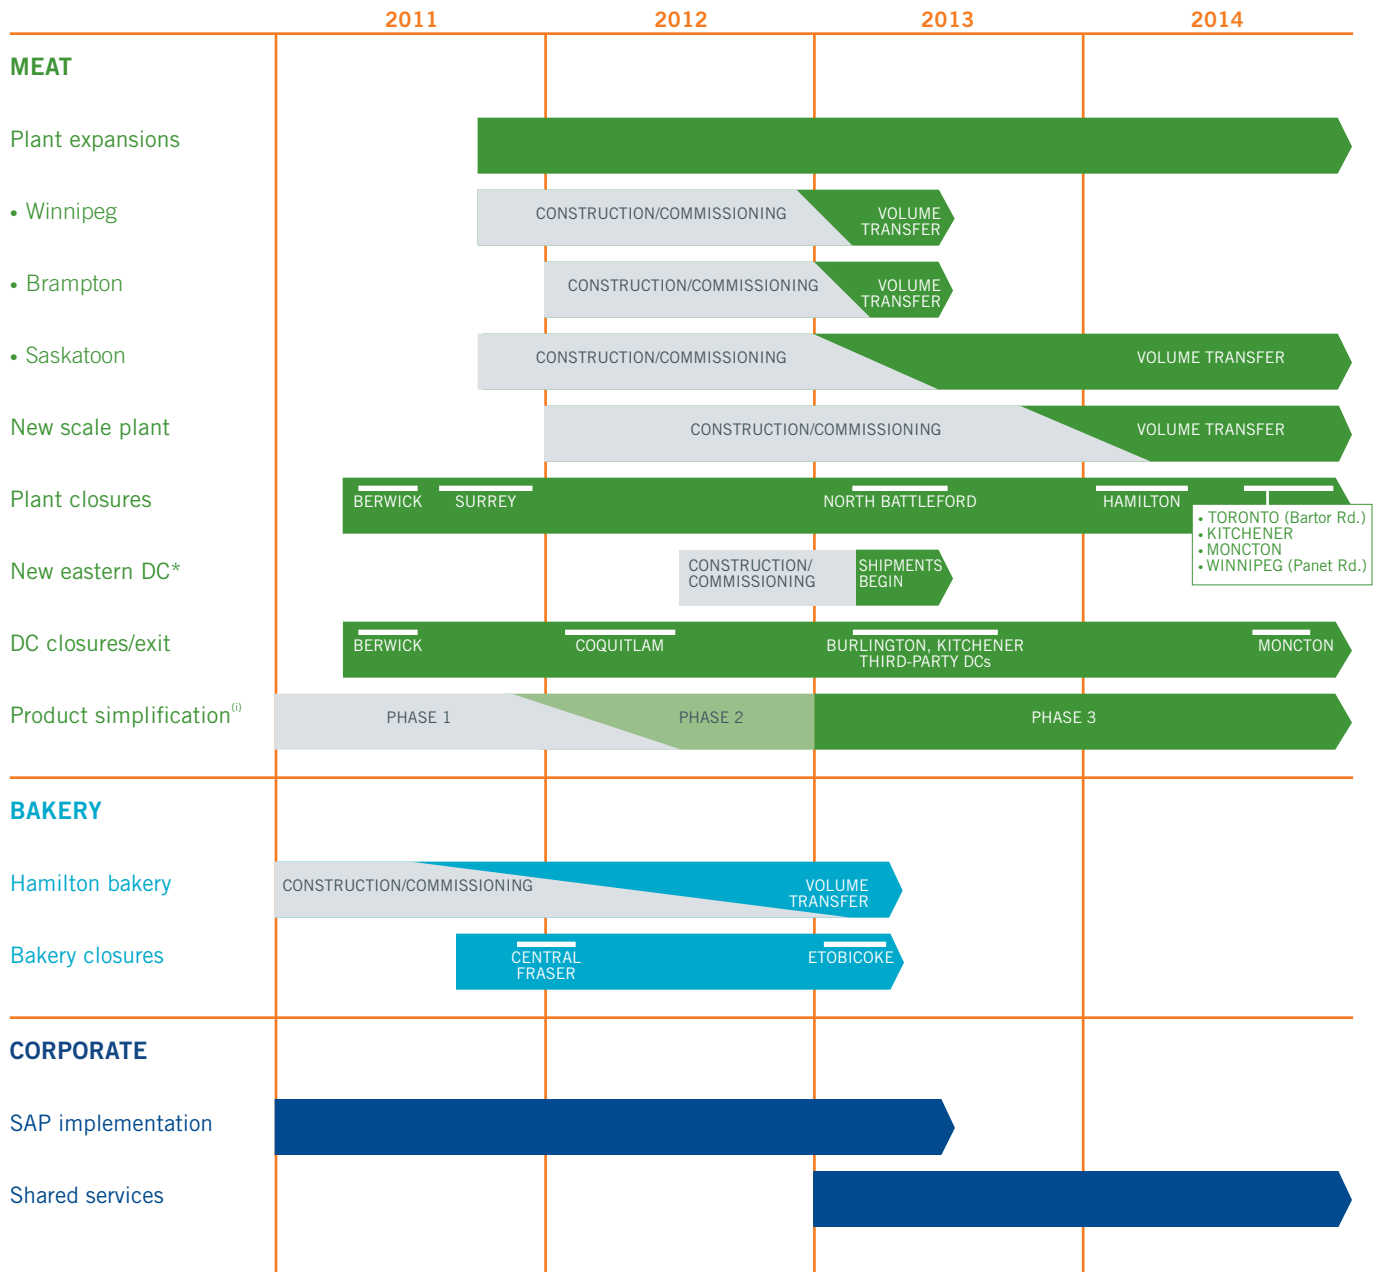 2011 2012 2013 2014
MEAT
Plant expansions
• Winnipeg
CONSTRUCTION/COMMISSIONING
VOLUME
TRANSFER
• Brampton
CONSTRUCTION/COMMISSIONING
VOLUME
TRANSFER
• Saskatoon
CONSTRUCTION/COMMISSIONING
VOLUME TRANSFER
New scale plant
CONSTRUCTION/COMMISSIONING
VOLUME TRANSFER
Plant closures
BERWICK
SURREY
NORTH BATTLEFORD
HAMILTON
• TORONTO (Bartor Rd.)
• KITCHENER
• MONCTON
• WINNIPEG (Panet Rd.)
New eastern DC*
CONSTRUCTION/
COMMISSIONING
SHIPMENTS
BEGIN
DC closures/exit
BERWICK
COQUITLAM
BURLINGTON, KITCHENER
THIRD-PARTY DCs
MONCTON
Product simplification(i)
PHASE 1
PHASE 2
PHASE 3
BAKERY
Hamilton bakery
CONSTRUCTION/COMMISSIONING
VOLUME
TRANSFER
Bakery closures
CENTRAL
FRASER
ETOBICOKE
CORPORATE
SAP implementation
Shared services